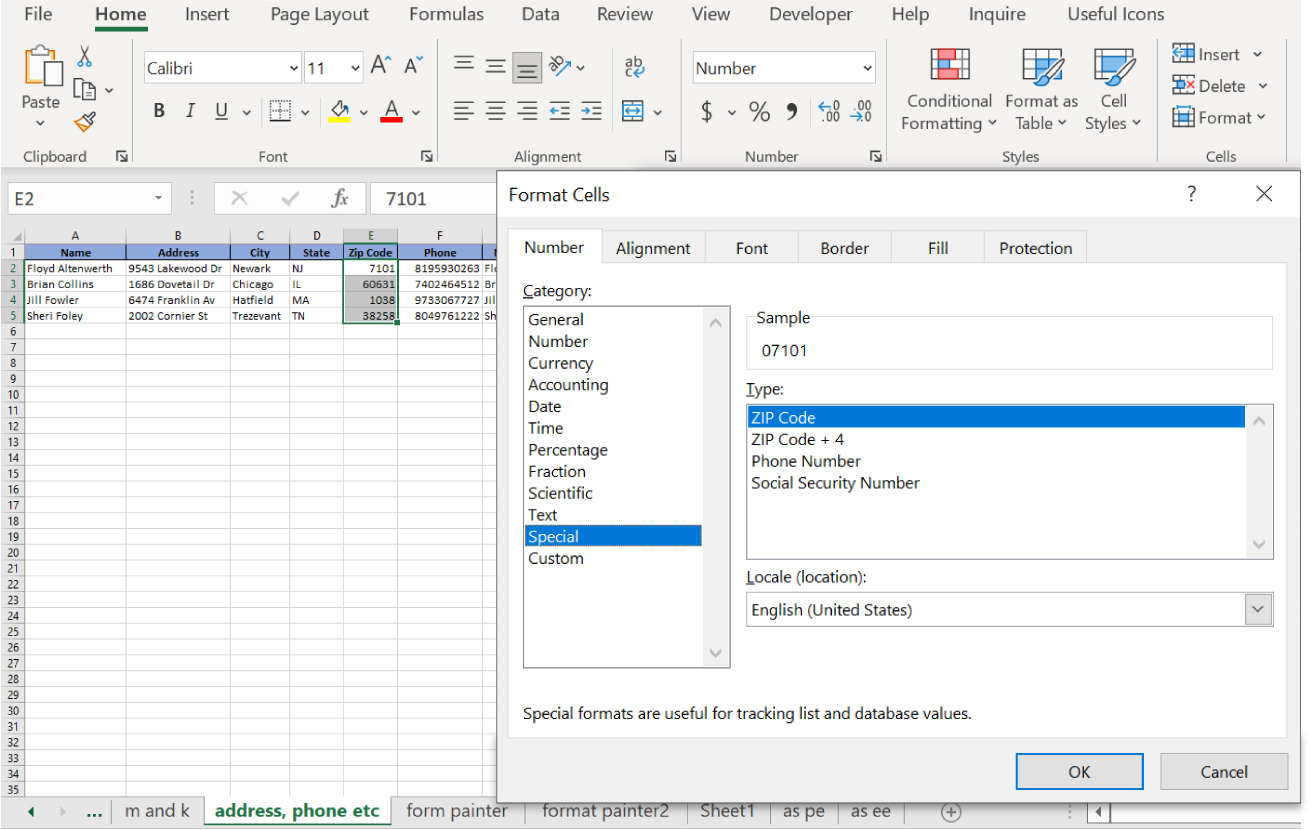 File Home Insert Page Layout Formulas Data Review View Developer Help Inquire Useful Icons
Paste
Calibri 11
B I U
ab
Number
$ % ,
Conditional Formatting
Format as Table
Cell Styles
Insert
Delete
Format
Clipboard Font Alignment Number Styles Cells
E2 fx 7101
A B C D E F
1 Name Address City State Zip Code Phone
2 Floyd Altenwerth 9543 Lakewood Dr Newark NJ 7101 8195930263 Flo
3 Brian Collins 1686 Dovetail Dr Chicago IL 60631 7402464512 Br
4 Jill Fowler 6474 Franklin Av Hatfield MA 1038 9733067727 Jil
5 Sheri Foley 2002 Cornier St Trezevant TN 38258 8049761222 Sh
6
7
8
9
10
11
12
13
14
15
16
17
18
19
20
21
22
23
24
25
26
27
28
29
30
31
32
33
34
35
Format Cells ?
Number Alignment Font Border Fill Protection
Category:
General
Number
Currency
Accounting
Date
Time
Percentage
Fraction
Scientific
Text
Special
Custom
Sample
07101
Type:
ZIP Code
ZIP Code + 4
Phone Number
Social Security Number
Locale (location):
English (United States)
Special formats are useful for tracking list and database values.
OK Cancel
... m and k address, phone etc form painter format painter2 Sheet1 as pe as ee